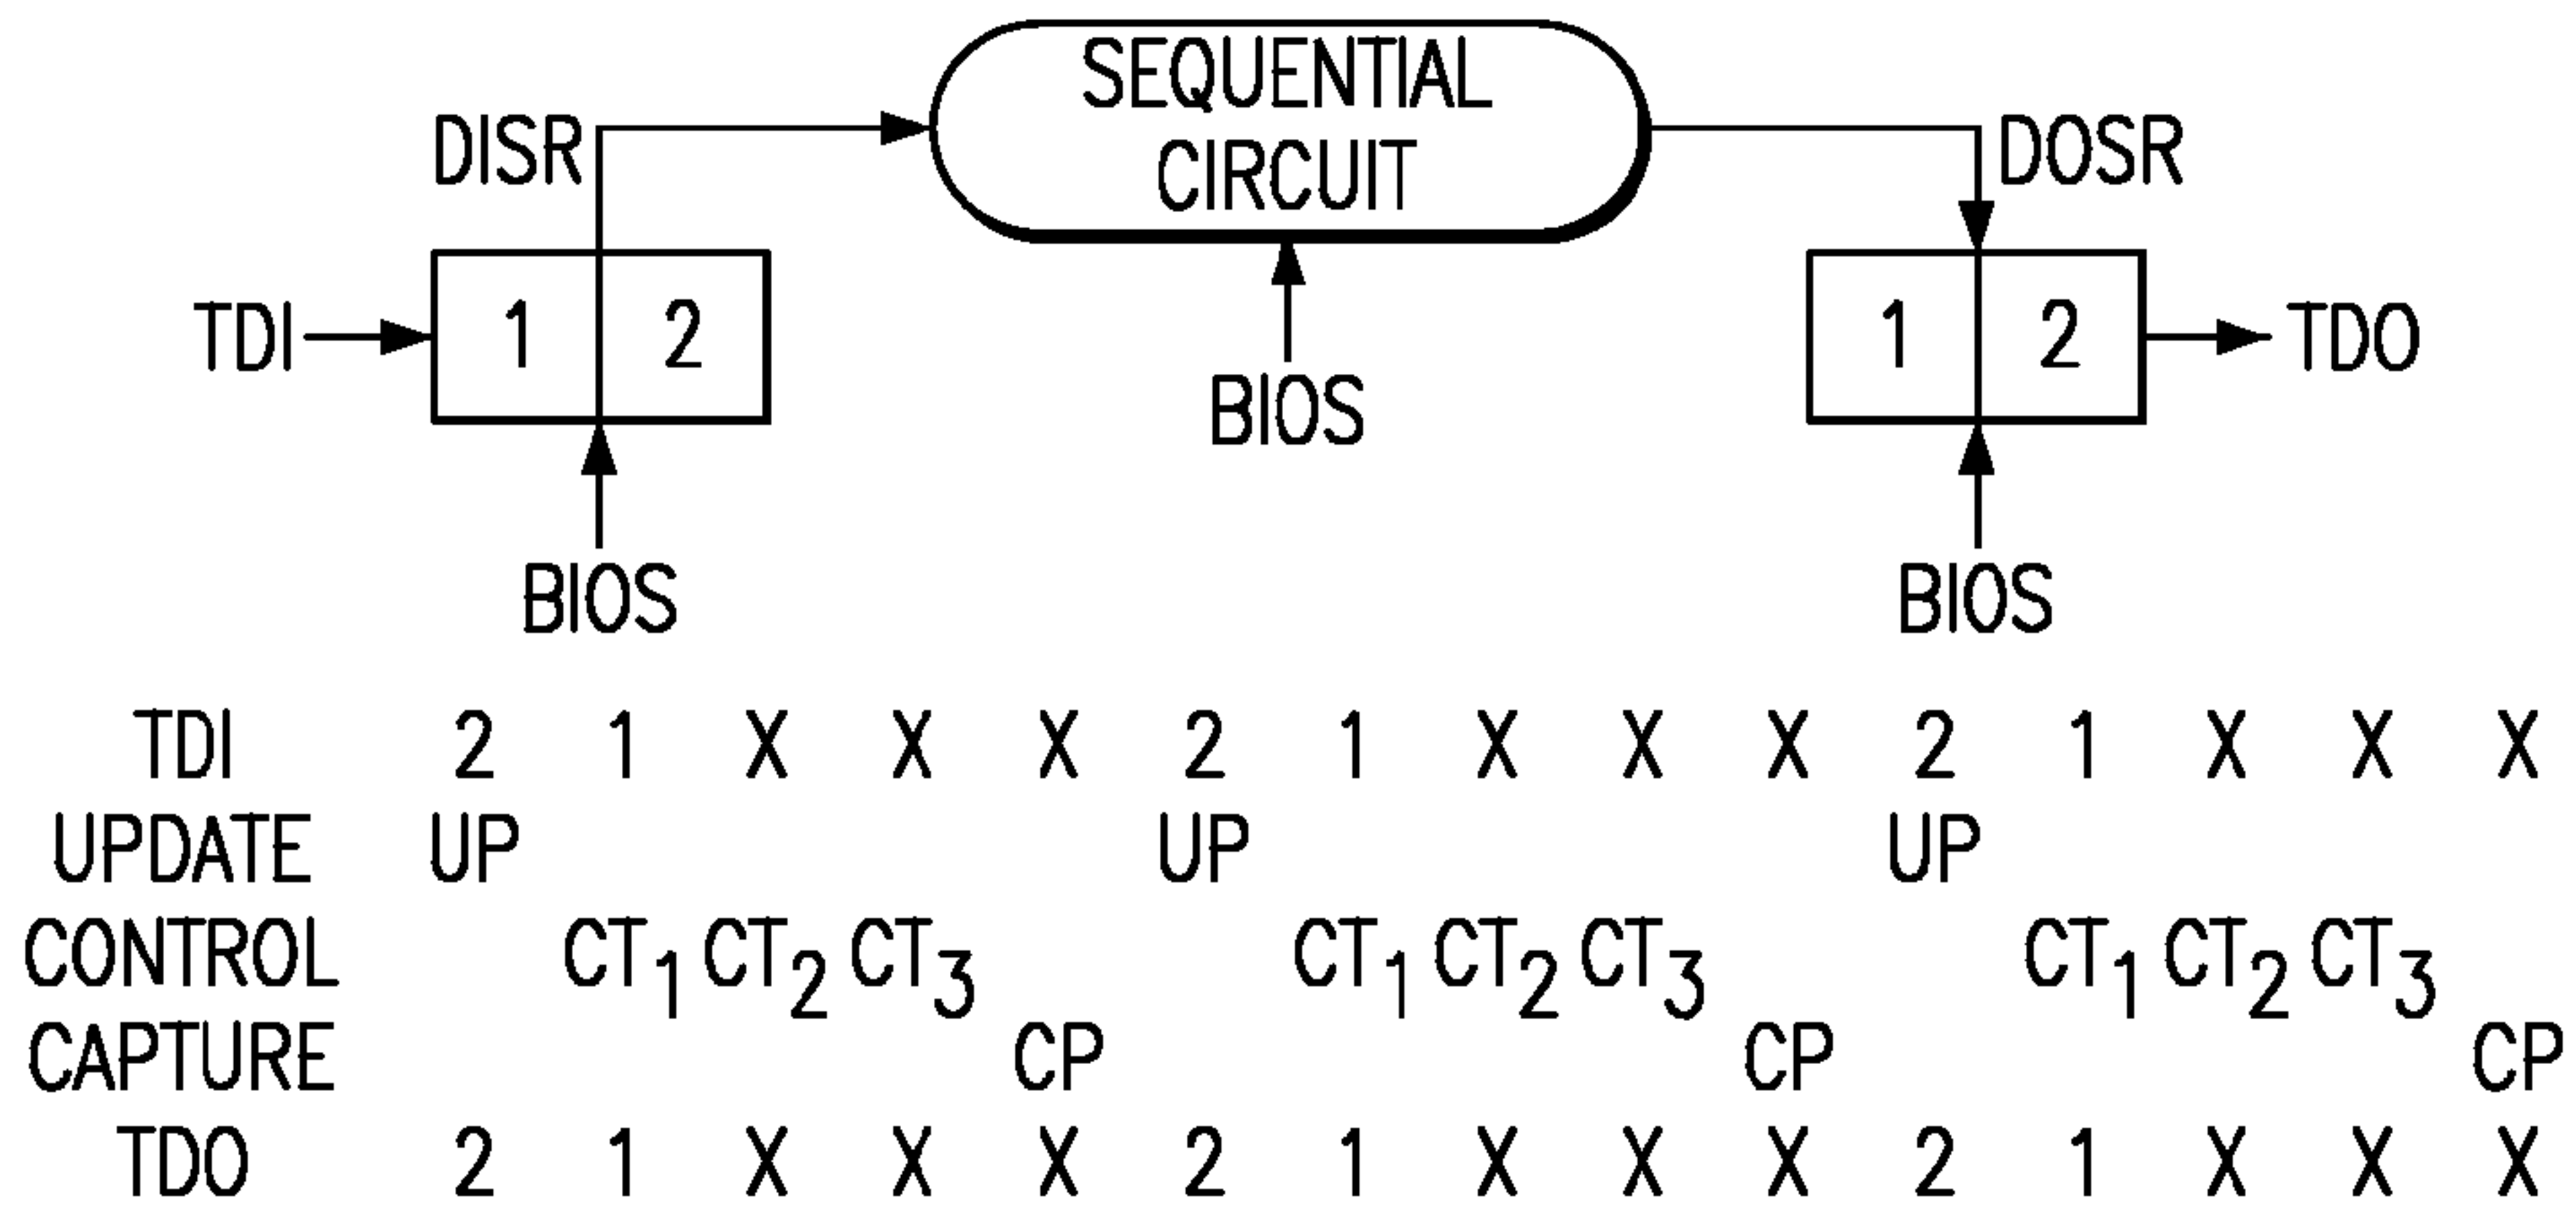 SEQUENTIAL
CIRCUIT
DISR
DOSR
TDI
1
2
1
2
TDO
BIOS
BIOS
BIOS
TDI 2 1 X X X 2 1 X X X 2 1 X X X
UPDATE UP UP UP
CONTROL CT1 CT2 CT3 CT1 CT2 CT3 CT1 CT2 CT3
CAPTURE CP CP CP
TDO 2 1 X X X 2 1 X X X 2 1 X X X